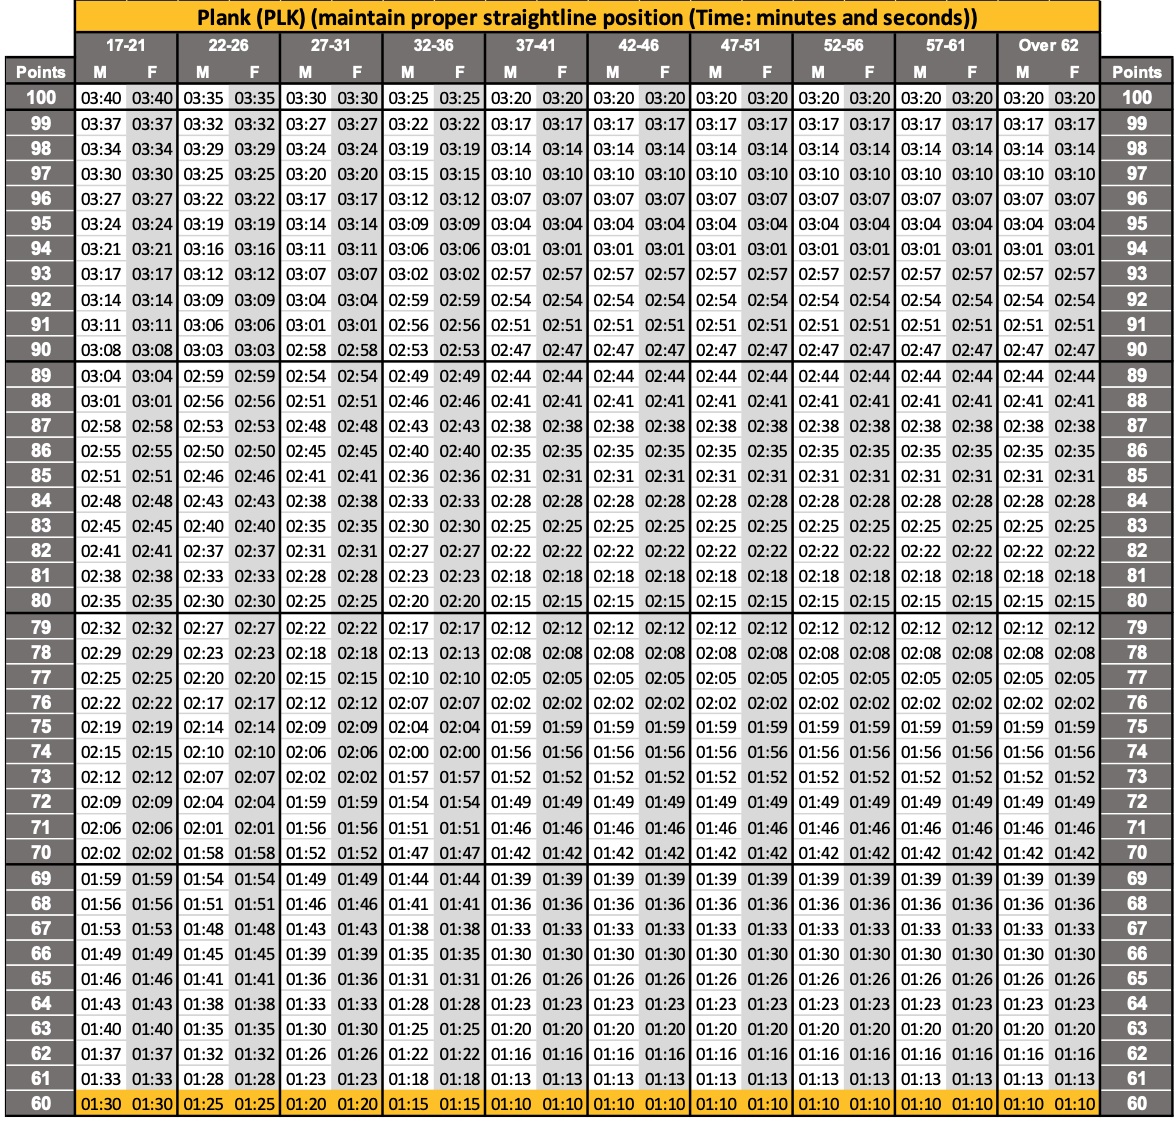 Plank (PLK) (maintain proper straightline position (Time: minutes and seconds))
17-21 22-26 27-31 32-36 37-41 42-46 47-51 52-56 57-61 Over 62
Points M F M F M F M F M F M F M F M F M F M F Points
100 03:40 03:40 03:35 03:35 03:30 03:30 03:25 03:25 03:20 03:20 03:20 03:20 03:20 03:20 03:20 03:20 03:20 03:20 03:20 03:20 100
99 03:37 03:37 03:32 03:32 03:27 03:27 03:22 03:22 03:17 03:17 03:17 03:17 03:17 03:17 03:17 03:17 03:17 03:17 03:17 03:17 99
98 03:34 03:34 03:29 03:29 03:24 03:24 03:19 03:19 03:14 03:14 03:14 03:14 03:14 03:14 03:14 03:14 03:14 03:14 03:14 03:14 98
97 03:30 03:30 03:25 03:25 03:20 03:20 03:15 03:15 03:10 03:10 03:10 03:10 03:10 03:10 03:10 03:10 03:10 03:10 03:10 03:10 97
96 03:27 03:27 03:22 03:22 03:17 03:17 03:12 03:12 03:07 03:07 03:07 03:07 03:07 03:07 03:07 03:07 03:07 03:07 03:07 03:07 96
95 03:24 03:24 03:19 03:19 03:14 03:14 03:09 03:09 03:04 03:04 03:04 03:04 03:04 03:04 03:04 03:04 03:04 03:04 03:04 03:04 95
94 03:21 03:21 03:16 03:16 03:11 03:11 03:06 03:06 03:01 03:01 03:01 03:01 03:01 03:01 03:01 03:01 03:01 03:01 03:01 03:01 94
93 03:17 03:17 03:12 03:12 03:07 03:07 03:02 03:02 02:57 02:57 02:57 02:57 02:57 02:57 02:57 02:57 02:57 02:57 02:57 02:57 93
92 03:14 03:14 03:09 03:09 03:04 03:04 02:59 02:59 02:54 02:54 02:54 02:54 02:54 02:54 02:54 02:54 02:54 02:54 02:54 02:54 92
91 03:11 03:11 03:06 03:06 03:01 03:01 02:56 02:56 02:51 02:51 02:51 02:51 02:51 02:51 02:51 02:51 02:51 02:51 02:51 02:51 91
90 03:08 03:08 03:03 03:03 02:58 02:58 02:53 02:53 02:47 02:47 02:47 02:47 02:47 02:47 02:47 02:47 02:47 02:47 02:47 02:47 90
89 03:04 03:04 02:59 02:59 02:54 02:54 02:49 02:49 02:44 02:44 02:44 02:44 02:44 02:44 02:44 02:44 02:44 02:44 02:44 02:44 89
88 03:01 03:01 02:56 02:56 02:51 02:51 02:46 02:46 02:41 02:41 02:41 02:41 02:41 02:41 02:41 02:41 02:41 02:41 02:41 02:41 88
87 02:58 02:58 02:53 02:53 02:48 02:48 02:43 02:43 02:38 02:38 02:38 02:38 02:38 02:38 02:38 02:38 02:38 02:38 02:38 02:38 87
86 02:55 02:55 02:50 02:50 02:45 02:45 02:40 02:40 02:35 02:35 02:35 02:35 02:35 02:35 02:35 02:35 02:35 02:35 02:35 02:35 86
85 02:51 02:51 02:46 02:46 02:41 02:41 02:36 02:36 02:31 02:31 02:31 02:31 02:31 02:31 02:31 02:31 02:31 02:31 02:31 02:31 85
84 02:48 02:48 02:43 02:43 02:38 02:38 02:33 02:33 02:28 02:28 02:28 02:28 02:28 02:28 02:28 02:28 02:28 02:28 02:28 02:28 84
83 02:45 02:45 02:40 02:40 02:35 02:35 02:30 02:30 02:25 02:25 02:25 02:25 02:25 02:25 02:25 02:25 02:25 02:25 02:25 02:25 83
82 02:41 02:41 02:37 02:37 02:31 02:31 02:27 02:27 02:22 02:22 02:22 02:22 02:22 02:22 02:22 02:22 02:22 02:22 02:22 02:22 82
81 02:38 02:38 02:33 02:33 02:28 02:28 02:23 02:23 02:18 02:18 02:18 02:18 02:18 02:18 02:18 02:18 02:18 02:18 02:18 02:18 81
80 02:35 02:35 02:30 02:30 02:25 02:25 02:20 02:20 02:15 02:15 02:15 02:15 02:15 02:15 02:15 02:15 02:15 02:15 02:15 02:15 80
79 02:32 02:32 02:27 02:27 02:22 02:22 02:17 02:17 02:12 02:12 02:12 02:12 02:12 02:12 02:12 02:12 02:12 02:12 02:12 02:12 79
78 02:29 02:29 02:23 02:23 02:18 02:18 02:13 02:13 02:08 02:08 02:08 02:08 02:08 02:08 02:08 02:08 02:08 02:08 02:08 02:08 78
77 02:25 02:25 02:20 02:20 02:15 02:15 02:10 02:10 02:05 02:05 02:05 02:05 02:05 02:05 02:05 02:05 02:05 02:05 02:05 02:05 77
76 02:22 02:22 02:17 02:17 02:12 02:12 02:07 02:07 02:02 02:02 02:02 02:02 02:02 02:02 02:02 02:02 02:02 02:02 02:02 02:02 76
75 02:19 02:19 02:14 02:14 02:09 02:09 02:04 02:04 01:59 01:59 01:59 01:59 01:59 01:59 01:59 01:59 01:59 01:59 01:59 01:59 75
74 02:15 02:15 02:10 02:10 02:06 02:06 02:00 02:00 01:56 01:56 01:56 01:56 01:56 01:56 01:56 01:56 01:56 01:56 01:56 01:56 74
73 02:12 02:12 02:07 02:07 02:02 02:02 01:57 01:57 01:52 01:52 01:52 01:52 01:52 01:52 01:52 01:52 01:52 01:52 01:52 01:52 73
72 02:09 02:09 02:04 02:04 01:59 01:59 01:54 01:54 01:49 01:49 01:49 01:49 01:49 01:49 01:49 01:49 01:49 01:49 01:49 01:49 72
71 02:06 02:06 02:01 02:01 01:56 01:56 01:51 01:51 01:46 01:46 01:46 01:46 01:46 01:46 01:46 01:46 01:46 01:46 01:46 01:46 71
70 02:02 02:02 01:58 01:58 01:52 01:52 01:47 01:47 01:42 01:42 01:42 01:42 01:42 01:42 01:42 01:42 01:42 01:42 01:42 01:42 70
69 01:59 01:59 01:54 01:54 01:49 01:49 01:44 01:44 01:39 01:39 01:39 01:39 01:39 01:39 01:39 01:39 01:39 01:39 01:39 01:39 69
68 01:56 01:56 01:51 01:51 01:46 01:46 01:41 01:41 01:36 01:36 01:36 01:36 01:36 01:36 01:36 01:36 01:36 01:36 01:36 01:36 68
67 01:53 01:53 01:48 01:48 01:43 01:43 01:38 01:38 01:33 01:33 01:33 01:33 01:33 01:33 01:33 01:33 01:33 01:33 01:33 01:33 67
66 01:49 01:49 01:45 01:45 01:39 01:39 01:35 01:35 01:30 01:30 01:30 01:30 01:30 01:30 01:30 01:30 01:30 01:30 01:30 01:30 66
65 01:46 01:46 01:41 01:41 01:36 01:36 01:31 01:31 01:26 01:26 01:26 01:26 01:26 01:26 01:26 01:26 01:26 01:26 01:26 01:26 65
64 01:43 01:43 01:38 01:38 01:33 01:33 01:28 01:28 01:23 01:23 01:23 01:23 01:23 01:23 01:23 01:23 01:23 01:23 01:23 01:23 64
63 01:40 01:40 01:35 01:35 01:30 01:30 01:25 01:25 01:20 01:20 01:20 01:20 01:20 01:20 01:20 01:20 01:20 01:20 01:20 01:20 63
62 01:37 01:37 01:32 01:32 01:26 01:26 01:22 01:22 01:16 01:16 01:16 01:16 01:16 01:16 01:16 01:16 01:16 01:16 01:16 01:16 62
61 01:33 01:33 01:28 01:28 01:23 01:23 01:18 01:18 01:13 01:13 01:13 01:13 01:13 01:13 01:13 01:13 01:13 01:13 01:13 01:13 61
60 01:30 01:30 01:25 01:25 01:20 01:20 01:15 01:15 01:10 01:10 01:10 01:10 01:10 01:10 01:10 01:10 01:10 01:10 01:10 01:10 60